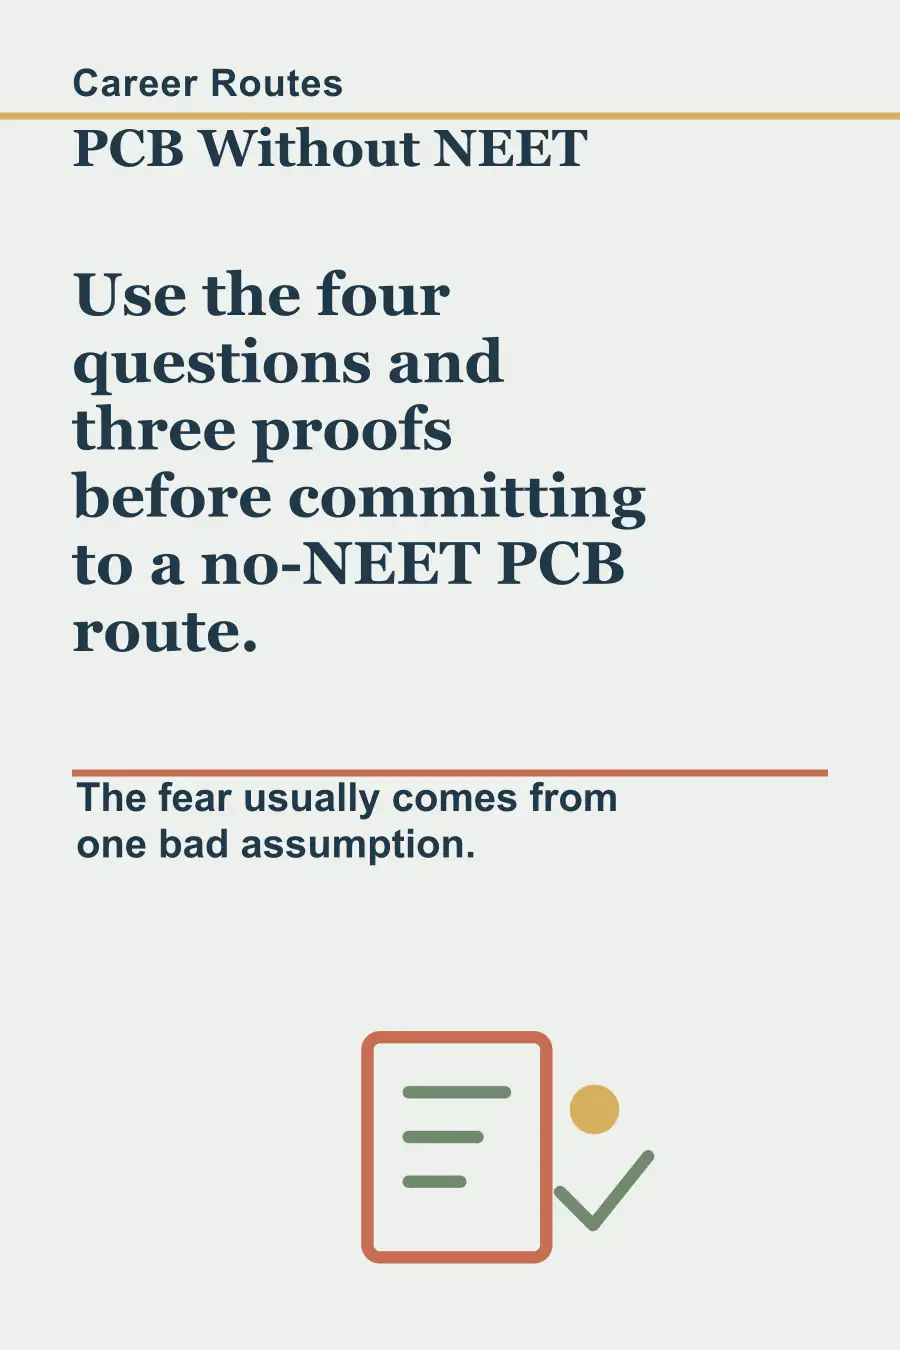 Career Routes
PCB Without NEET
Use the four
questions and
three proofs
before committing
to a no-NEET PCB
route.
The fear usually comes from
one bad assumption.